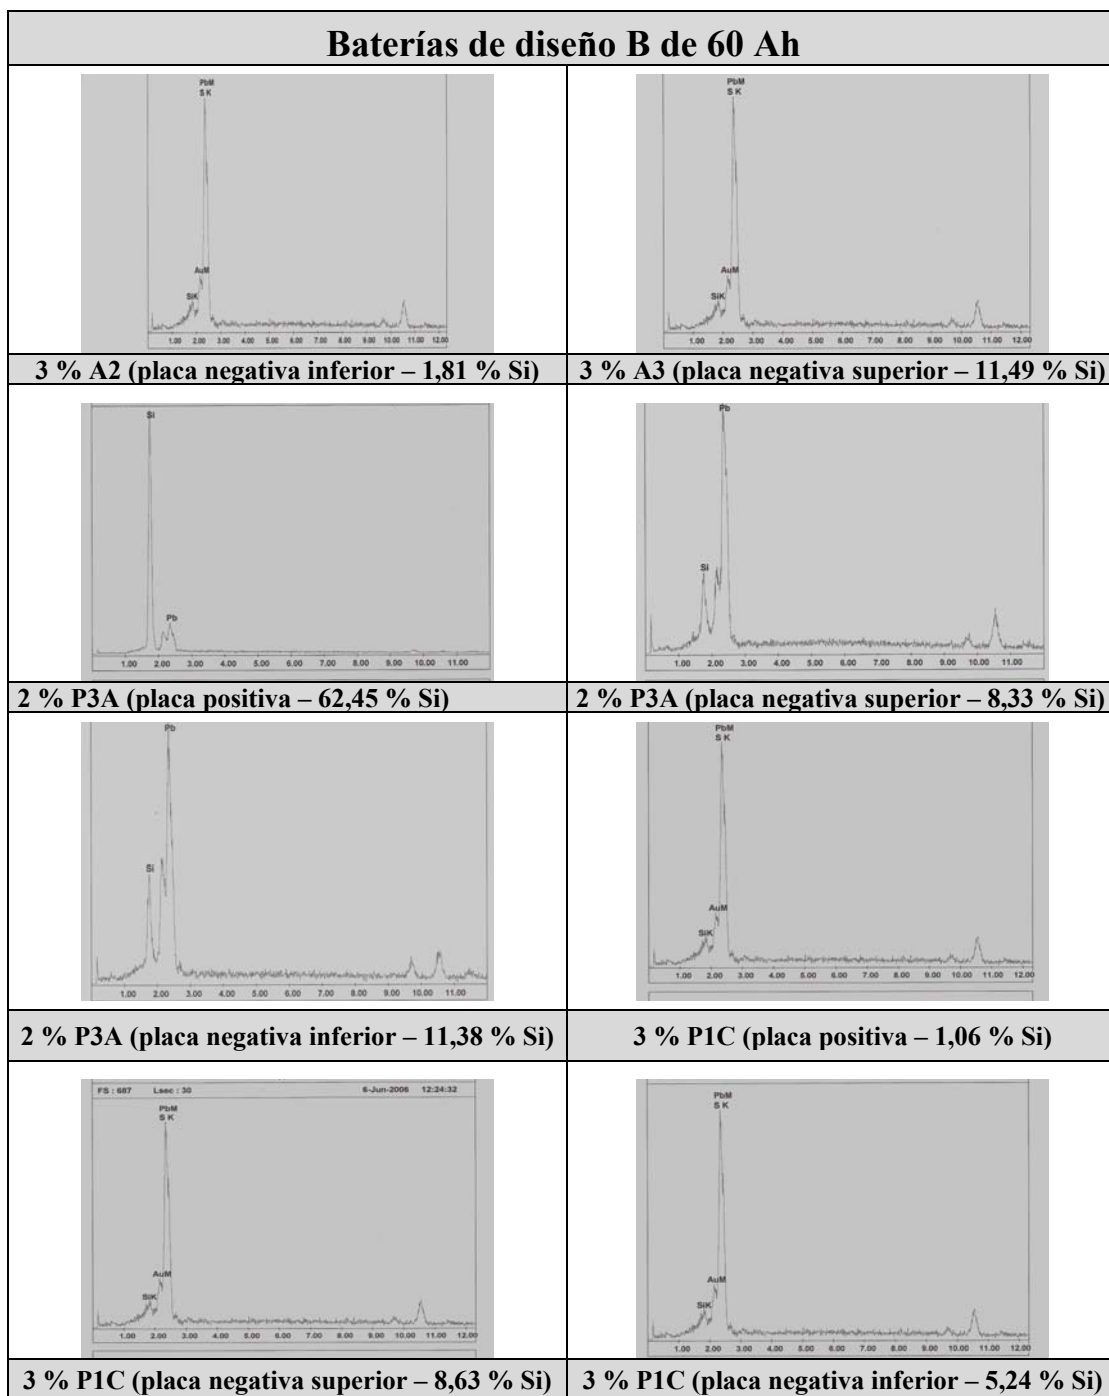 Baterías de diseño B de 60 Ah
PbM
S K
AuM
SiK
1.00 2.00 3.00 4.00 5.00 6.00 7.00 8.00 9.00 10.00 11.00 12.00
PbM
S K
AuM
SiK
1.00 2.00 3.00 4.00 5.00 6.00 7.00 8.00 9.00 10.00 11.00 12.00
3 % A2 (placa negativa inferior – 1,81 % Si)
3 % A3 (placa negativa superior – 11,49 % Si)
Si
Pb
1.00 2.00 3.00 4.00 5.00 6.00 7.00 8.00 9.00 10.00 11.00
Pb
Si
1.00 2.00 3.00 4.00 5.00 6.00 7.00 8.00 9.00 10.00 11.00
2 % P3A (placa positiva – 62,45 % Si)
2 % P3A (placa negativa superior – 8,33 % Si)
Pb
Si
1.00 2.00 3.00 4.00 5.00 6.00 7.00 8.00 9.00 10.00 11.00
PbM
S K
AuM
SiK
1.00 2.00 3.00 4.00 5.00 6.00 7.00 8.00 9.00 10.00 11.00 12.00
2 % P3A (placa negativa inferior – 11,38 % Si)
3 % P1C (placa positiva – 1,06 % Si)
FS : 687 Lsec : 30 6-Jun-2006 12:24:32
PbM
S K
AuM
SiK
1.00 2.00 3.00 4.00 5.00 6.00 7.00 8.00 9.00 10.00 11.00 12.00
PbM
S K
AuM
SiK
2.00 3.00 4.00 5.00 6.00 7.00 8.00 9.00 10.00 11.00 12.00
3 % P1C (placa negativa superior – 8,63 % Si)
3 % P1C (placa negativa inferior – 5,24 % Si)